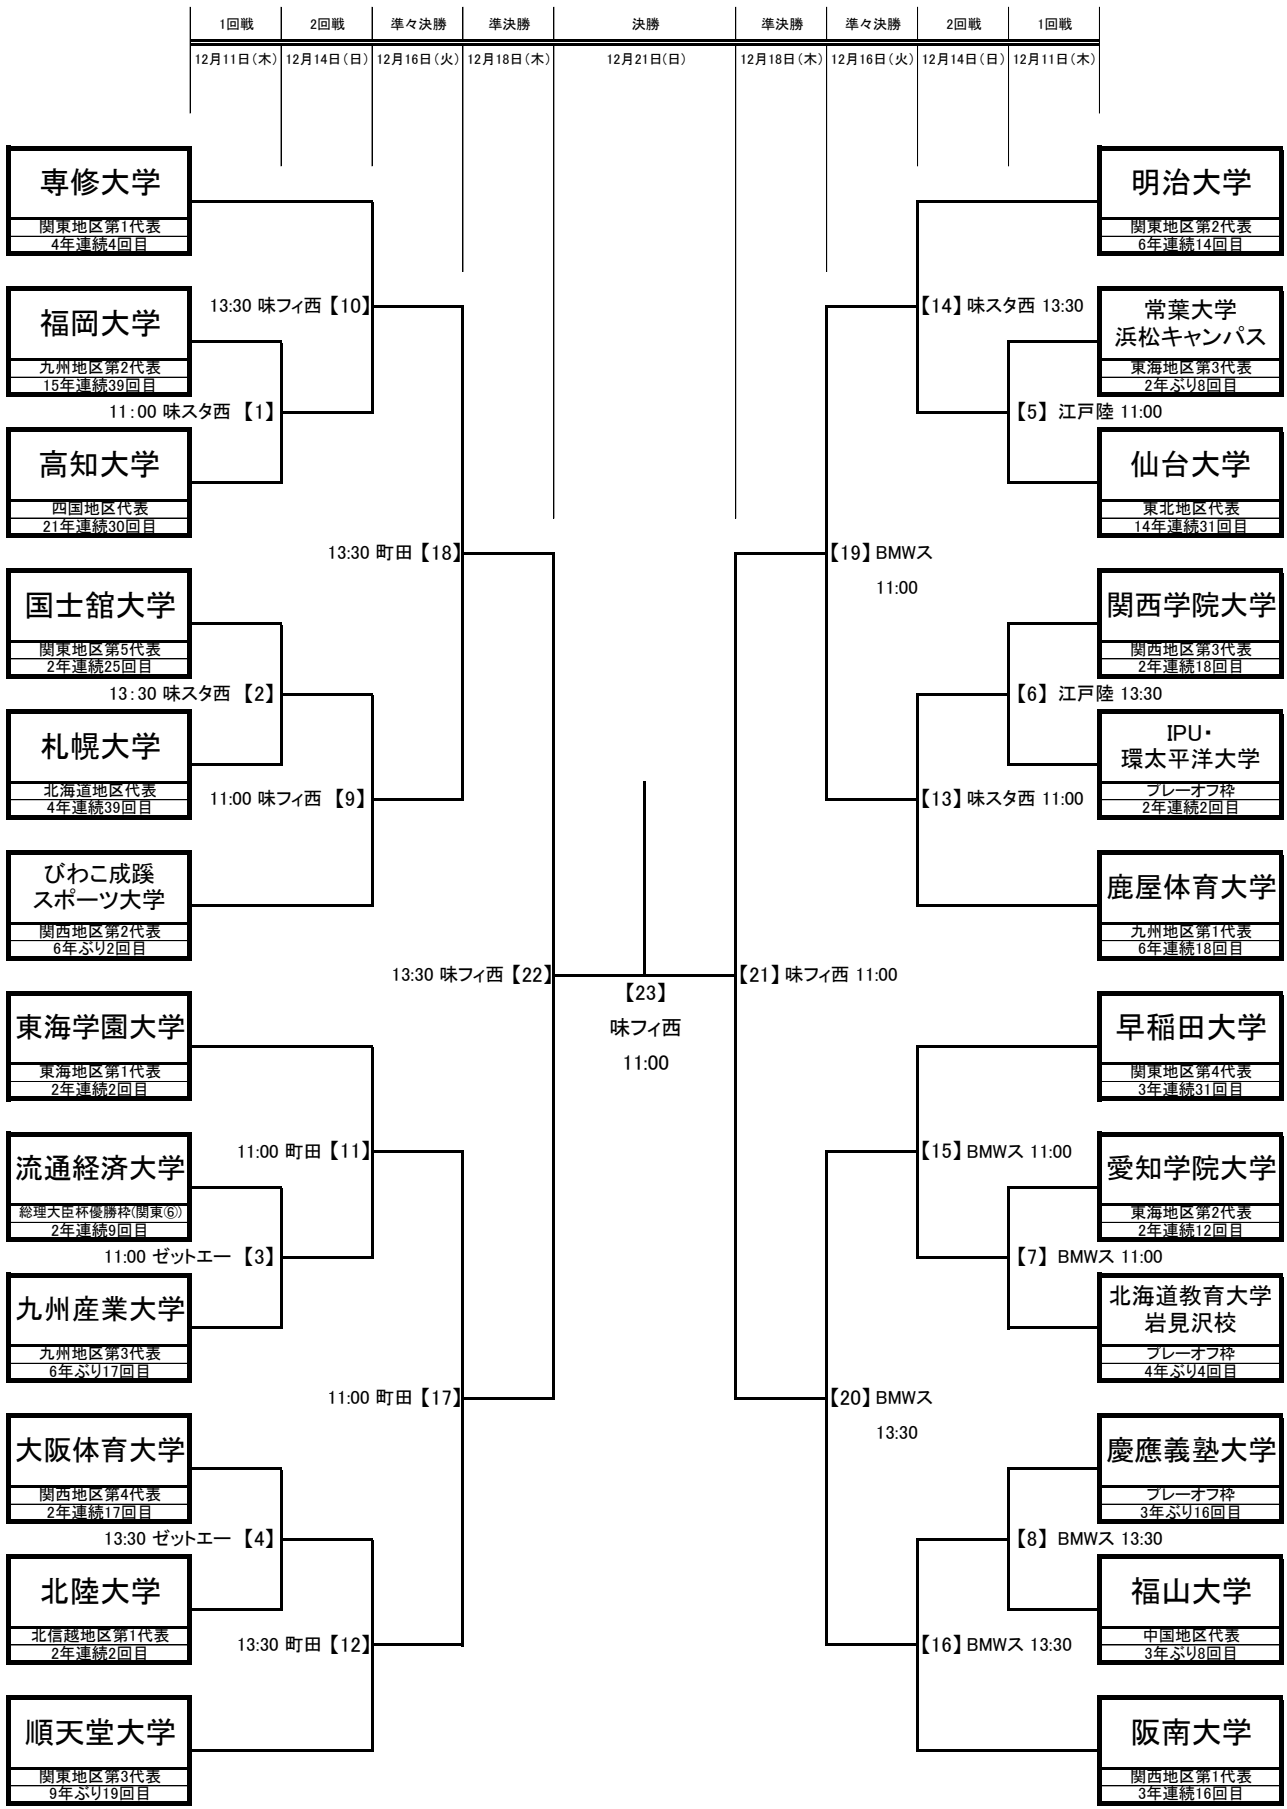 1回戦 2回戦 準々決勝 準決勝 決勝 準決勝 準々決勝 2回戦 1回戦
12月11日(木) 12月14日(日) 12月16日(火) 12月18日(木) 12月21日(日) 12月18日(木) 12月16日(火) 12月14日(日) 12月11日(木)
専修大学
関東地区第1代表
4年連続4回目
13:30 味フィ西 【10】
福岡大学
九州地区第2代表
15年連続39回目
11:00 味スタ西 【1】
高知大学
四国地区代表
21年連続30回目
13:30 町田 【18】
国士舘大学
関東地区第5代表
2年連続25回目
13:30 味スタ西 【2】
札幌大学
北海道地区代表
4年連続39回目
11:00 味フィ西 【9】
びわこ成蹊
スポーツ大学
関西地区第2代表
6年ぶり2回目
13:30 味フィ西 【22】
東海学園大学
東海地区第1代表
2年連続2回目
11:00 町田 【11】
流通経済大学
総理大臣杯優勝枠(関東⑥)
2年連続9回目
11:00 ゼットエー 【3】
九州産業大学
九州地区第3代表
6年ぶり17回目
11:00 町田 【17】
大阪体育大学
関西地区第4代表
2年連続17回目
13:30 ゼットエー 【4】
北陸大学
北信越地区第1代表
2年連続2回目
13:30 町田 【12】
順天堂大学
関東地区第3代表
9年ぶり19回目
【23】
味フィ西
11:00
明治大学
関東地区第2代表
6年連続14回目
【14】 味スタ西 13:30
常葉大学
浜松キャンパス
東海地区第3代表
2年ぶり8回目
【5】 江戸陸 11:00
仙台大学
東北地区代表
14年連続31回目
【19】 BMWス
11:00
関西学院大学
関西地区第3代表
2年連続18回目
【6】 江戸陸 13:30
IPU・
環太平洋大学
プレーオフ枠
2年連続2回目
【13】 味スタ西 11:00
鹿屋体育大学
九州地区第1代表
6年連続18回目
【21】 味フィ西 11:00
早稲田大学
関東地区第4代表
3年連続31回目
【15】 BMWス 11:00
愛知学院大学
東海地区第2代表
2年連続12回目
【7】 BMWス 11:00
北海道教育大学
岩見沢校
プレーオフ枠
4年ぶり4回目
【20】 BMWス
13:30
慶應義塾大学
プレーオフ枠
3年ぶり16回目
【8】 BMWス 13:30
福山大学
中国地区代表
3年ぶり8回目
【16】 BMWス 13:30
阪南大学
関西地区第1代表
3年連続16回目